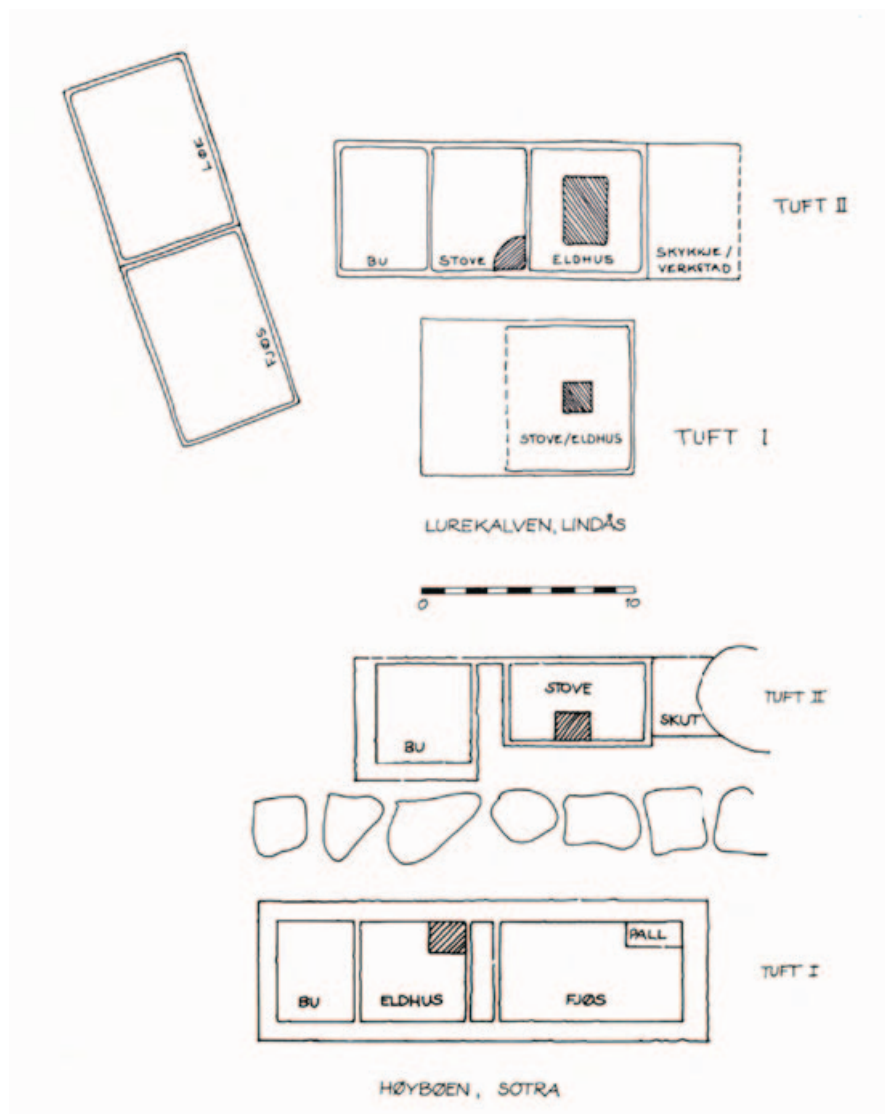 LØE
FJØS
BU
STOVE
ELDHUS
SKYKKJE/
VERKSTAD
TUFT II
STOVE/ELDHUS
TUFT I
LUREKALVEN, LINDÅS
0 10
STOVE
BU
SKUT
TUFT II
PALL
BU
ELDHUS
FJØS
TUFT I
HØYBØEN, SOTRA